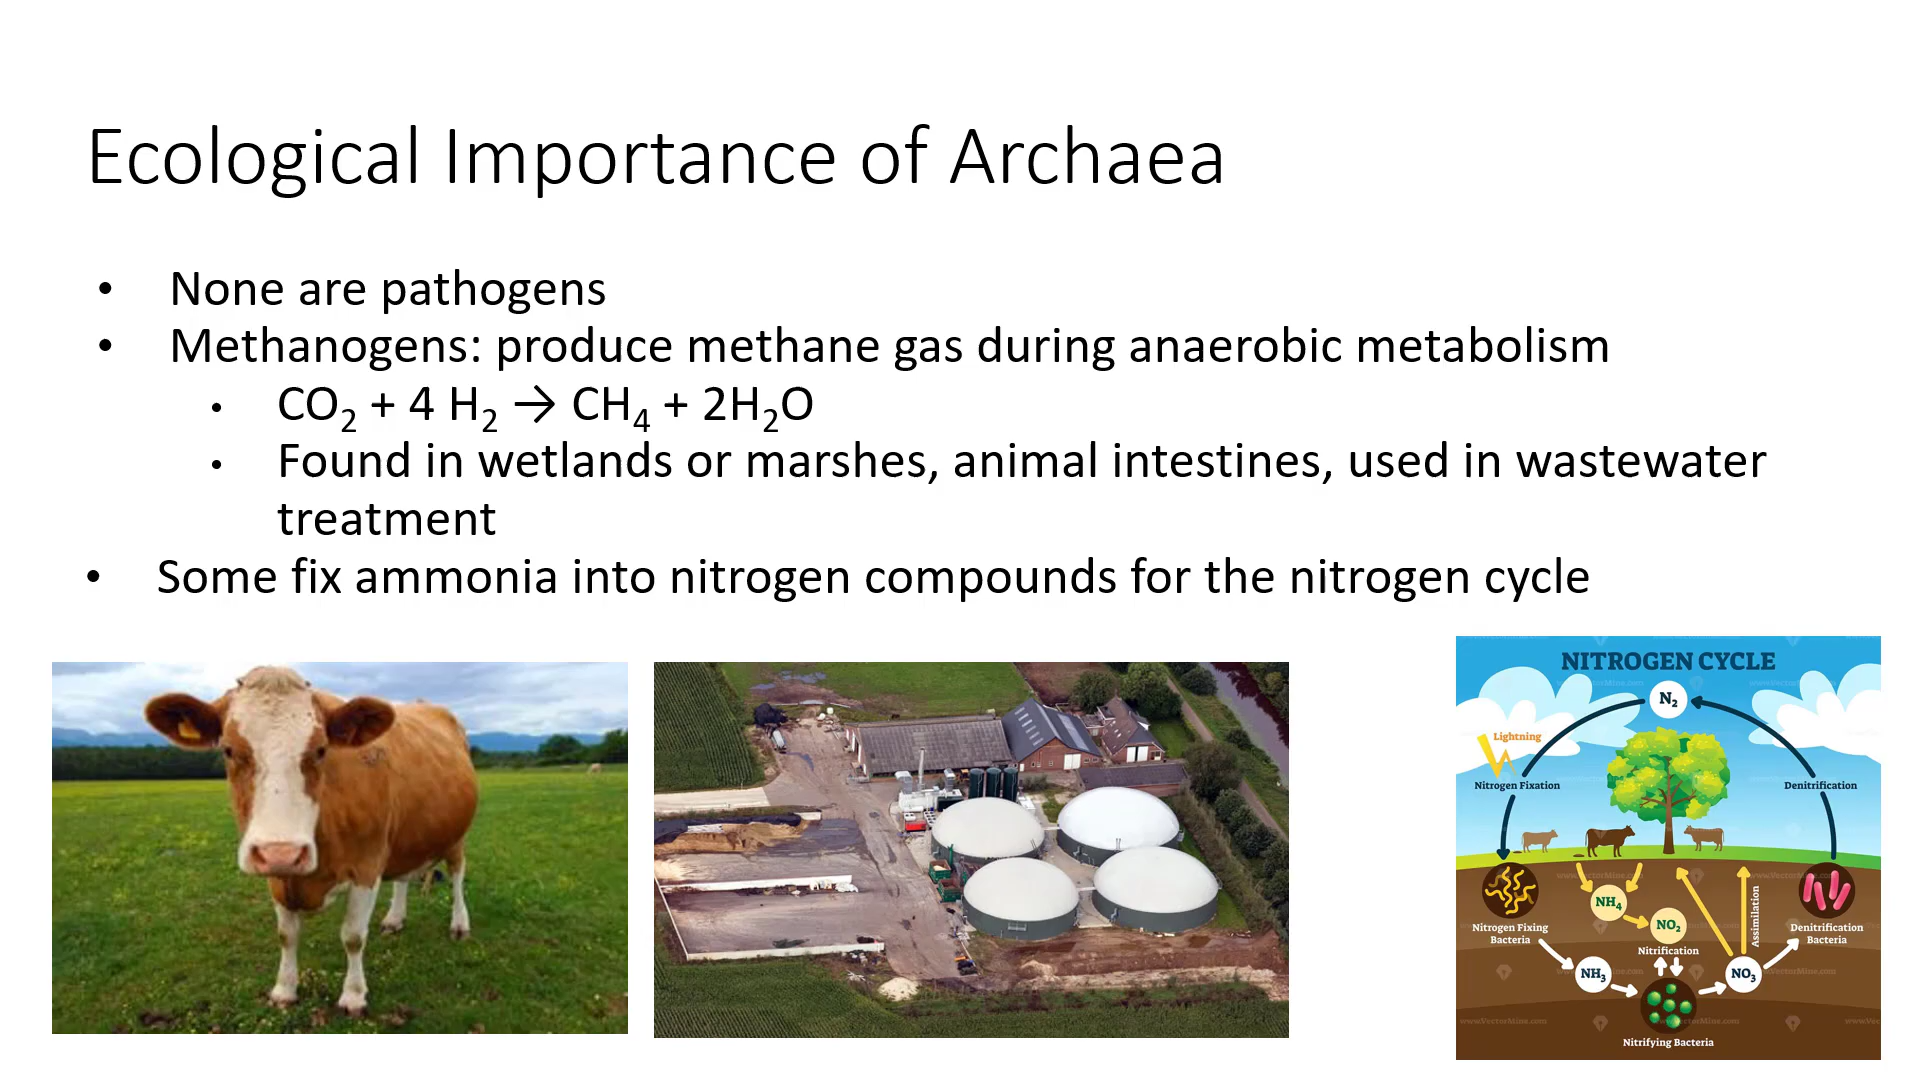 Ecological Importance of Archaea
• None are pathogens
• Methanogens: produce methane gas during anaerobic metabolism
• CO₂ + 4 H₂ → CH₄ + 2H₂O
• Found in wetlands or marshes, animal intestines, used in wastewater
treatment
• Some fix ammonia into nitrogen compounds for the nitrogen cycle
NITROGEN CYCLE
N₂
Lightning
Nitrogen Fixation
Denitrification
NH₄
NO₂
Nitrification
Assimilation
Nitrogen Fixing
Bacteria
Denitrification
Bacteria
NH₃
NO₃
Nitrifying Bacteria
www.VectorMine.com